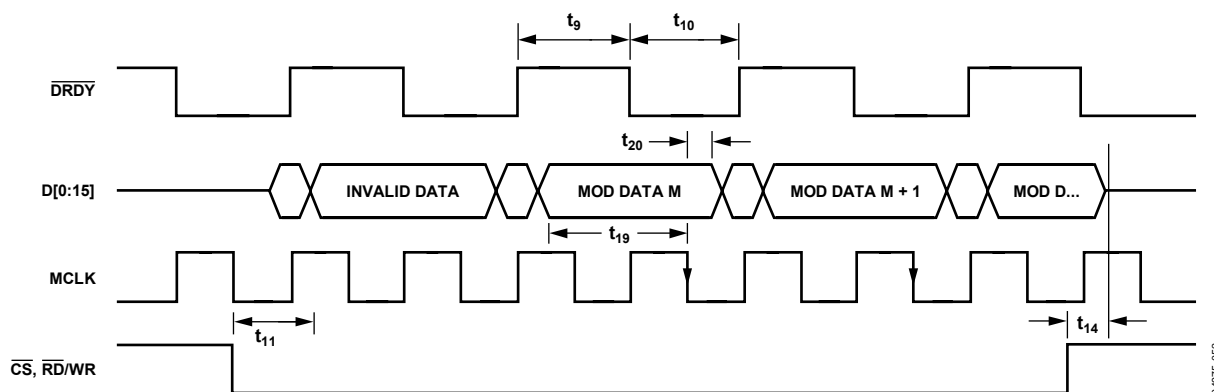 t9
t10
DRDY
t20
D[0:15]
INVALID DATA
MOD DATA M
MOD DATA M + 1
MOD D...
t19
MCLK
t11
t14
CS, RD/WR